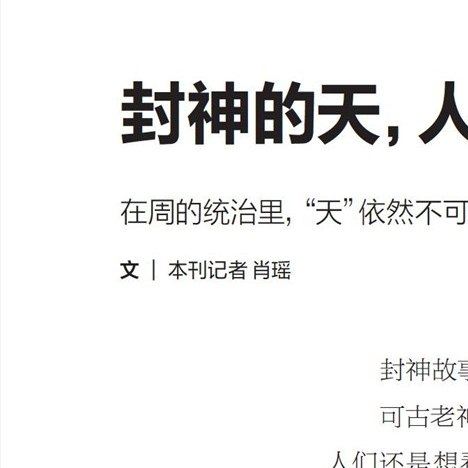 封神的天，人
在周的统治里，“天”依然不可
文 | 本刊记者 肖瑶
封神故事
可古老神
人们还是想着